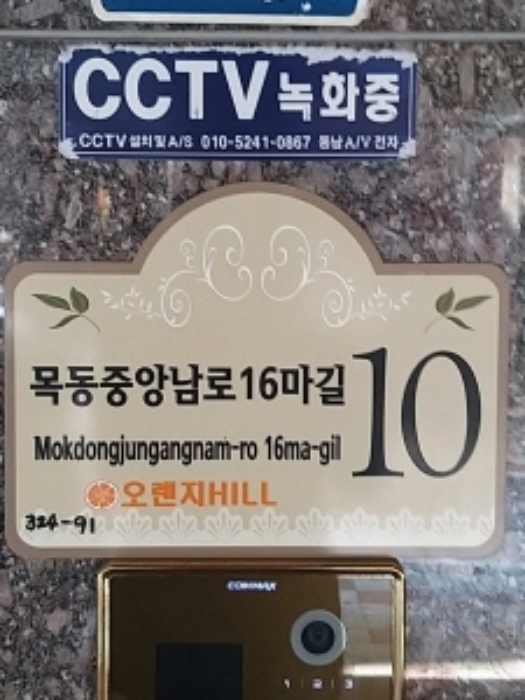 CCTV 녹화중
CCTV 설치 및 A/S 010-5241-0867 동남 A/V 전자
목동중앙남로16마길 10
Mokdongjungangnam-ro 16ma-gil
오렌지HILL
324-91
COMMAX
1 2 3